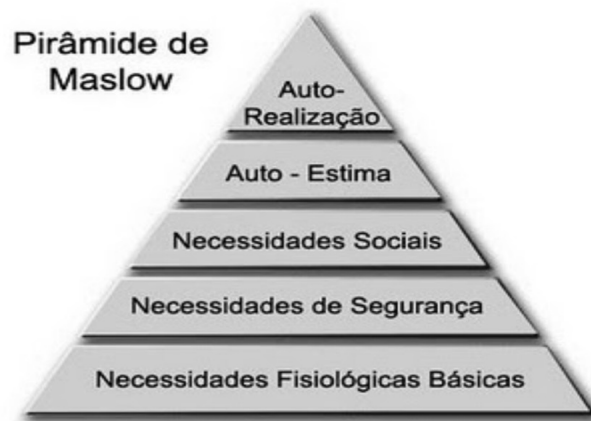 Pirâmide de
Maslow
Auto-
Realização
Auto - Estima
Necessidades Sociais
Necessidades de Segurança
Necessidades Fisiológicas Básicas